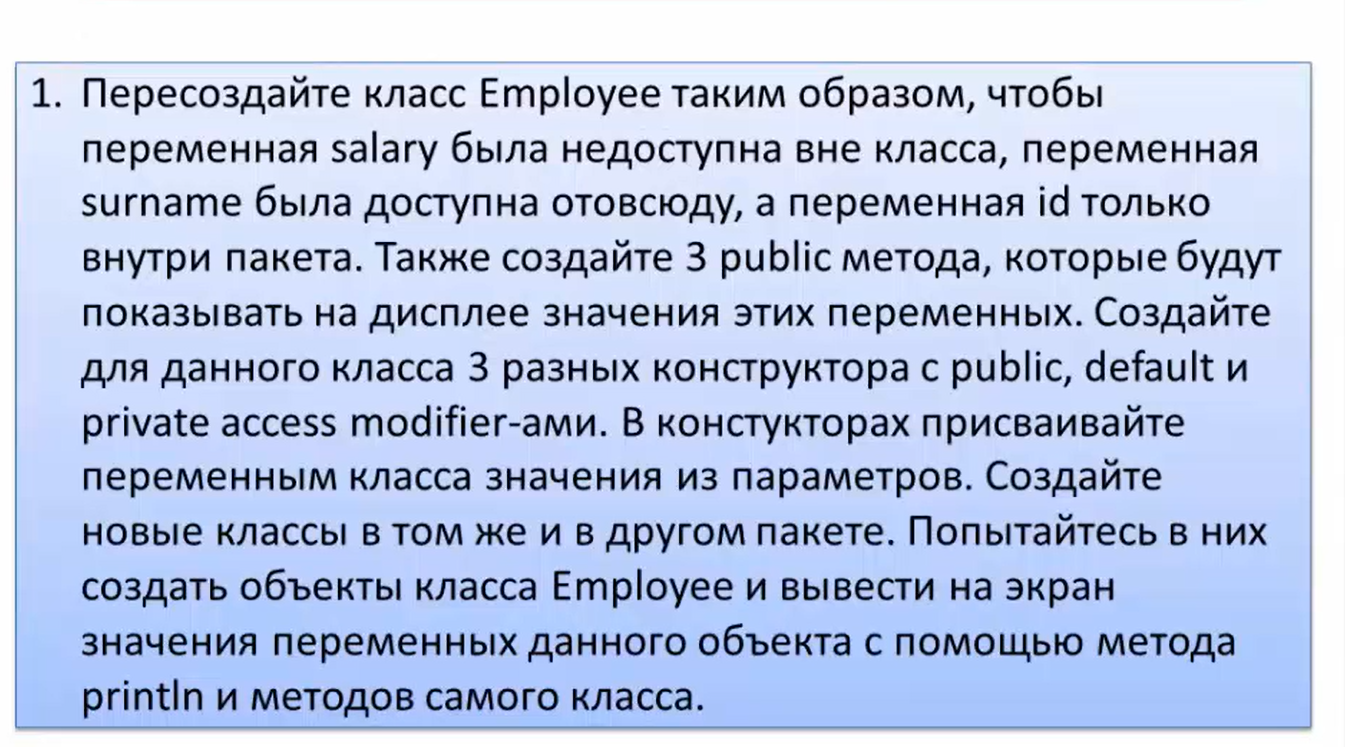 1. Пересоздайте класс Employee таким образом, чтобы
переменная salary была недоступна вне класса, переменная
surname была доступна отовсюду, а переменная id только
внутри пакета. Также создайте 3 public метода, которые будут
показывать на дисплее значения этих переменных. Создайте
для данного класса 3 разных конструктора с public, default и
private access modifier-ами. В констукторах присваивайте
переменным класса значения из параметров. Создайте
новые классы в том же и в другом пакете. Попытайтесь в них
создать объекты класса Employee и вывести на экран
значения переменных данного объекта с помощью метода
println и методов самого класса.